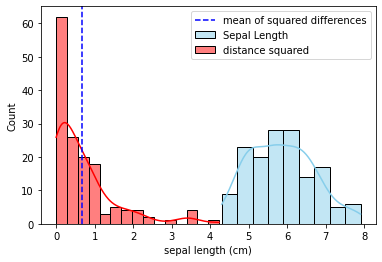 mean of squared differences
Sepal Length
distance squared
Count
60
50
40
30
20
10
0
0 1 2 3 4 5 6 7 8
sepal length (cm)